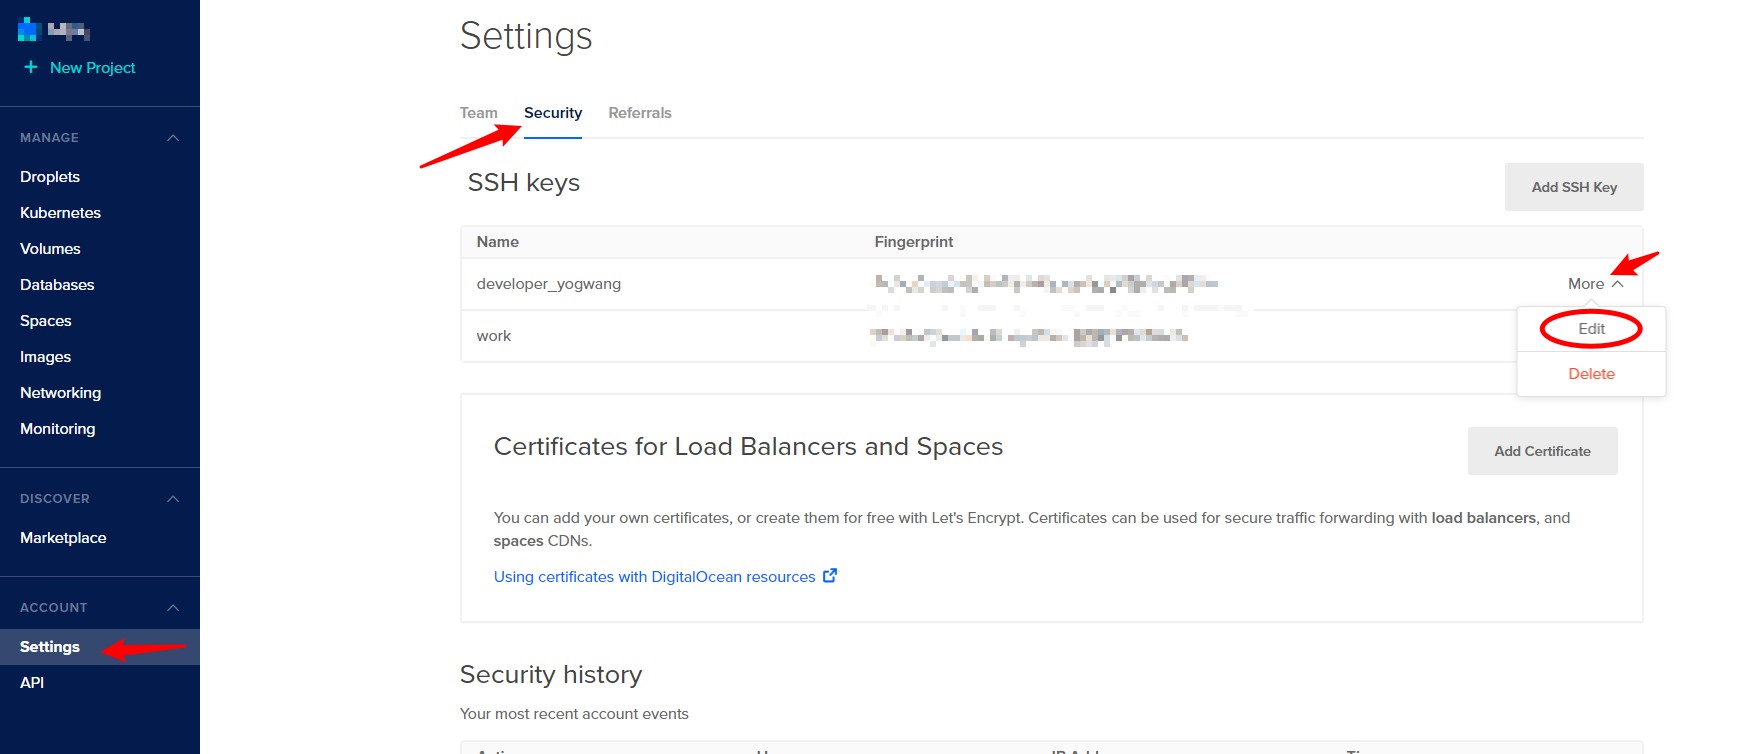 New Project
MANAGE
Droplets
Kubernetes
Volumes
Databases
Spaces
Images
Networking
Monitoring
DISCOVER
Marketplace
ACCOUNT
Settings
API
Settings
Team Security Referrals
SSH keys
Add SSH Key
Name Fingerprint
developer_yogwang More
Edit
work
Delete
Certificates for Load Balancers and Spaces
Add Certificate
You can add your own certificates, or create them for free with Let's Encrypt. Certificates can be used for secure traffic forwarding with load balancers, and
spaces CDNs.
Using certificates with DigitalOcean resources
Security history
Your most recent account events